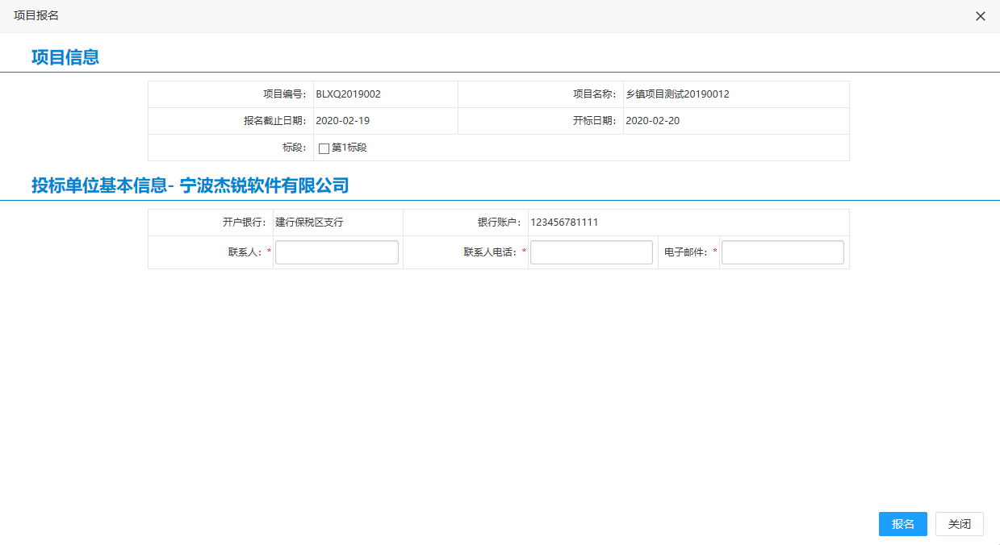 项目报名
项目信息
项目编号: BLXQ2019002 项目名称: 乡镇项目测试20190012
报名截止日期: 2020-02-19 开标日期: 2020-02-20
标段: 第1标段
投标单位基本信息- 宁波杰锐软件有限公司
开户银行: 建行保税区支行 银行账户: 123456781111
联系人: * 联系人电话: * 电子邮件: *
报名 关闭